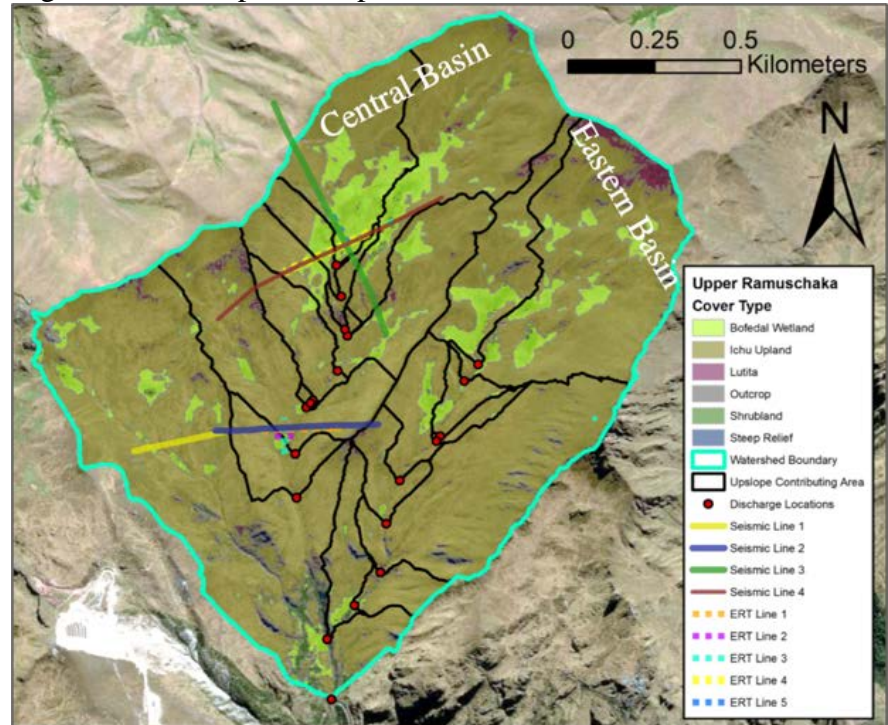 Central Basin
0 0.25 0.5
Kilometers
N
Eastern Basin
Upper Ramuschaka
Cover Type
Bofedal Wetland
Ichu Upland
Lutita
Outcrop
Shrubland
Steep Relief
Watershed Boundary
Upslope Contributing Area
Discharge Locations
Seismic Line 1
Seismic Line 2
Seismic Line 3
Seismic Line 4
ERT Line 1
ERT Line 2
ERT Line 3
ERT Line 4
ERT Line 5